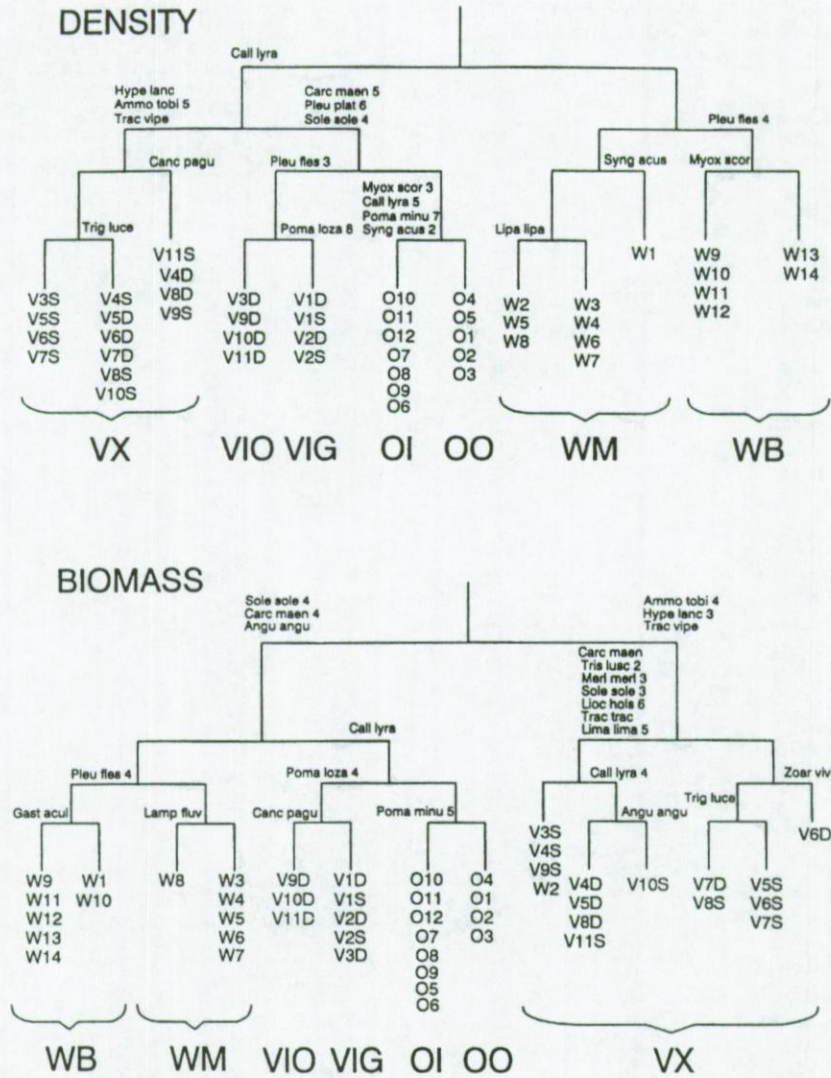 DENSITY
Call lyra
Hype lanc
Ammo tobi 5
Trac vipe
Carc maen 5
Pleu plat 6
Sole sole 4
Pleu fles 4
Canc pagu
Pleu fles 3
Syng acus
Myox scor
Myox scor 3
Call lyra 5
Poma minu 7
Syng acus 2
Trig luce
Poma loza 8
Lipa lipa
V3S
V5S
V6S
V7S
V4S
V5D
V6D
V7D
V8S
V10S
V11S
V4D
V8D
V9S
V3D
V9D
V10D
V11D
V1D
V1S
V2D
V2S
O10
O11
O12
O7
O8
O9
O6
O4
O5
O1
O2
O3
W2
W5
W8
W3
W4
W6
W7
W1
W9
W10
W11
W12
W13
W14
VX VIO VIG OI OO WM WB
BIOMASS
Sole sole 4
Carc maen 4
Angu angu
Ammo tobi 4
Hype lanc 3
Trac vipe
Carc maen
Tris lusc 2
Merl merl 3
Sole sole 3
Lioc hols 6
Trac trac
Lima lima 5
Call lyra
Pleu fles 4
Poma loza 4
Call lyra 4
Zoar viv
Trig luce
Gast acul
Lamp fluv
Canc pagu
Poma minu 5
Angu angu
W9
W11
W12
W13
W14
W1
W10
W8
W3
W4
W5
W6
W7
V9D
V10D
V11D
V1D
V1S
V2D
V2S
V3D
O10
O11
O12
O7
O8
O9
O5
O6
O4
O1
O2
O3
V3S
V4S
V9S
W2
V4D
V5D
V8D
V11S
V10S
V7D
V8S
V5S
V6S
V7S
V6D
WB WM VIO VIG OI OO VX